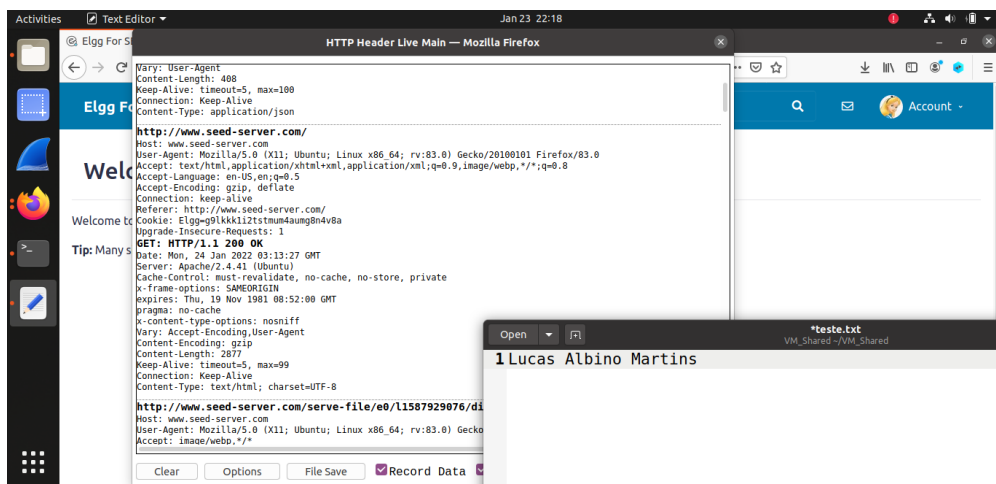 Activities
Text Editor
Jan 23 22:18
Elgg For S
HTTP Header Live Main — Mozilla Firefox
Elgg Fo
Account
Welc
Welcome to
Tip: Many s
Vary: User-Agent
Content-Length: 408
Keep-Alive: timeout=5, max=100
Connection: Keep-Alive
Content-Type: application/json
http://www.seed-server.com/
Host: www.seed-server.com
User-Agent: Mozilla/5.0 (X11; Ubuntu; Linux x86_64; rv:83.0) Gecko/20100101 Firefox/83.0
Accept: text/html,application/xhtml+xml,application/xml;q=0.9,image/webp,*/*;q=0.8
Accept-Language: en-US,en;q=0.5
Accept-Encoding: gzip, deflate
Connection: keep-alive
Referer: http://www.seed-server.com/
Cookie: Elgg=g9lkkk1i2tstmum4aumg8n4v8a
Upgrade-Insecure-Requests: 1
GET: HTTP/1.1 200 OK
Date: Mon, 24 Jan 2022 03:13:27 GMT
Server: Apache/2.4.41 (Ubuntu)
Cache-Control: must-revalidate, no-cache, no-store, private
x-frame-options: SAMEORIGIN
expires: Thu, 19 Nov 1981 08:52:00 GMT
pragma: no-cache
x-content-type-options: nosniff
Vary: Accept-Encoding,User-Agent
Content-Encoding: gzip
Content-Length: 2877
Keep-Alive: timeout=5, max=99
Connection: Keep-Alive
Content-Type: text/html; charset=UTF-8
http://www.seed-server.com/serve-file/e0/l1587929076/di
Host: www.seed-server.com
User-Agent: Mozilla/5.0 (X11; Ubuntu; Linux x86_64; rv:83.0) Gecko
Accept: image/webp,*/*
Clear
Options
File Save
Record Data
Open
*teste.txt
VM_Shared ~/VM_Shared
1 Lucas Albino Martins